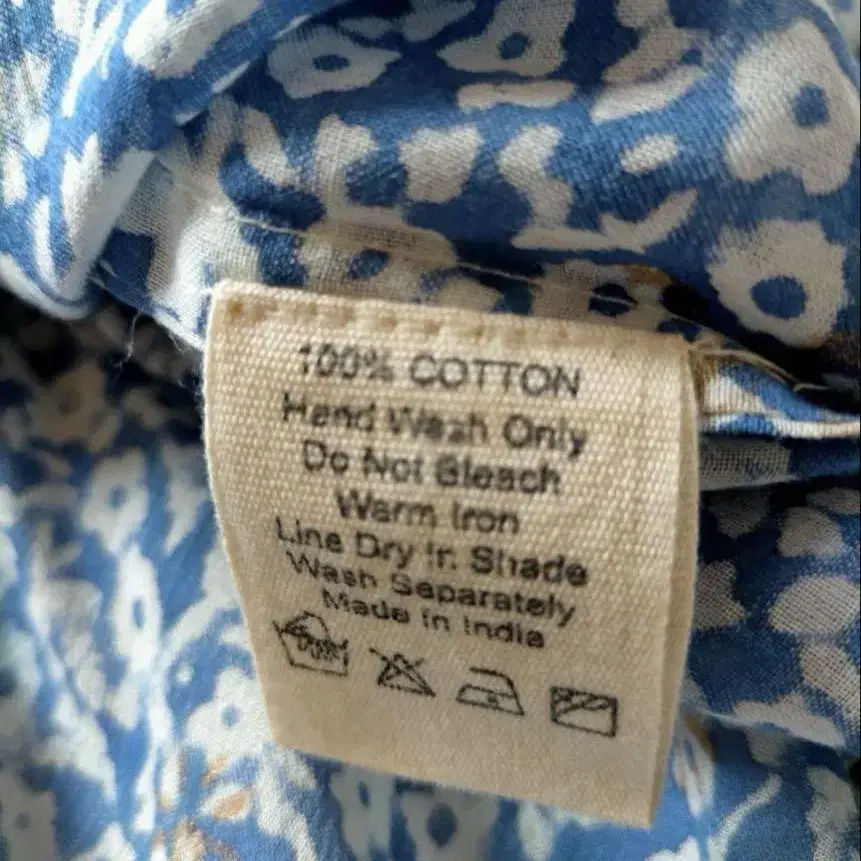 100% COTTON
Hand Wash Only
Do Not Bleach
Warm Iron
Line Dry In Shade
Wash Separately
Made in India